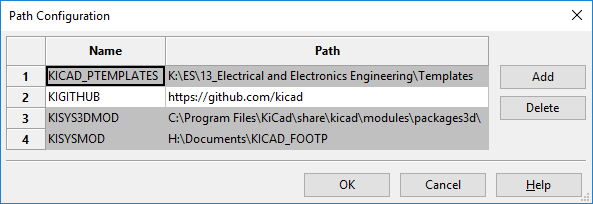 Path Configuration
Name Path
1 KICAD_PTEMPLATES K:\ES\13_Electrical and Electronics Engineering\Templates
2 KIGITHUB https://github.com/kicad
3 KISYS3DMOD C:\Program Files\KiCad\share\kicad\modules\packages3d\
4 KISYSMOD H:\Documents\KICAD_FOOTP
Add
Delete
OK Cancel Help